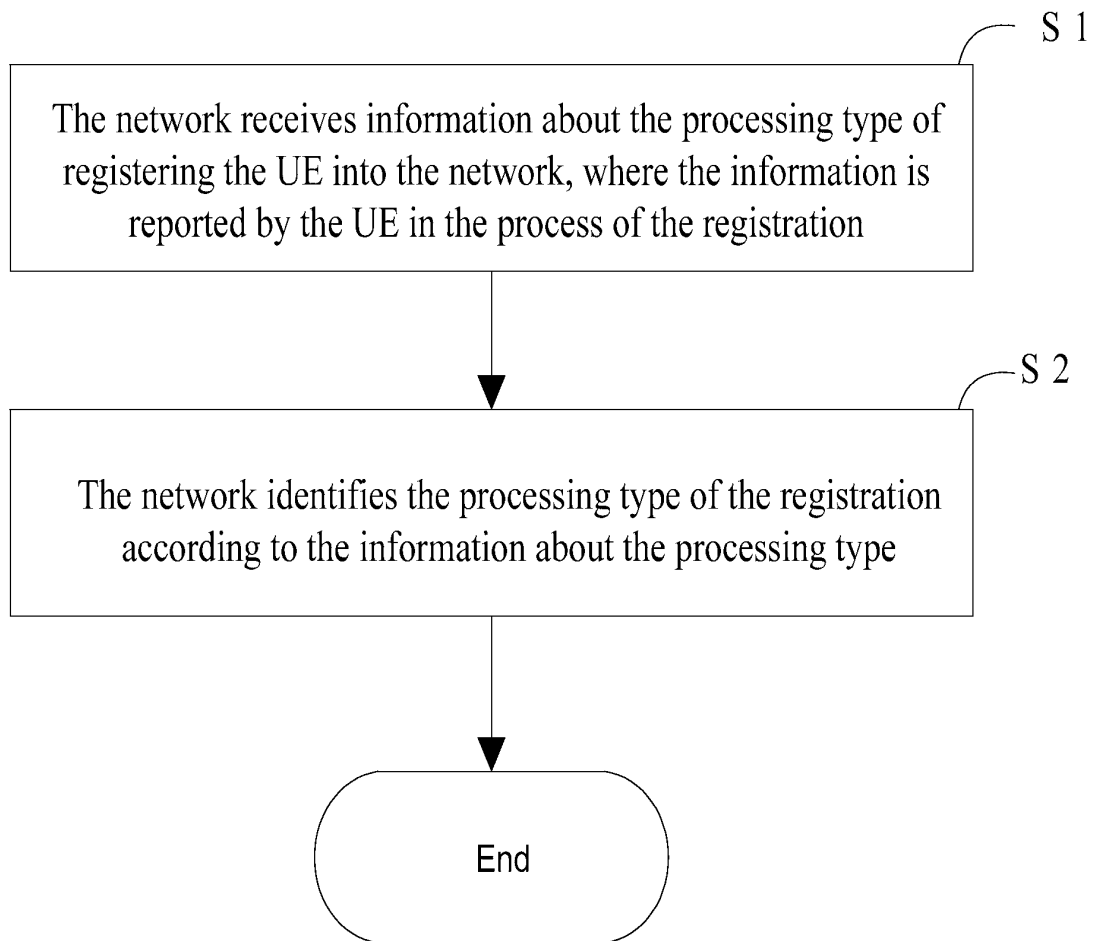 S 1
The network receives information about the processing type of
registering the UE into the network, where the information is
reported by the UE in the process of the registration
S 2
The network identifies the processing type of the registration
according to the information about the processing type
End